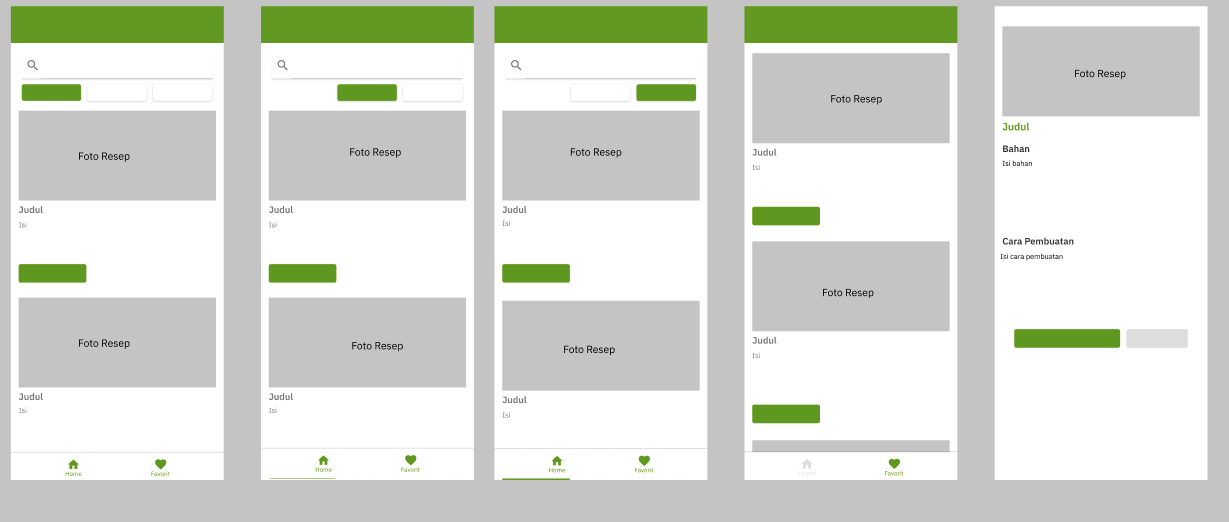 Foto Resep
Judul
Isi
Foto Resep
Judul
Isi
Home
Favorit
Foto Resep
Judul
Isi
Foto Resep
Judul
Isi
Home
Favorit
Foto Resep
Judul
Isi
Foto Resep
Judul
Isi
Home
Favorit
Foto Resep
Judul
Isi
Foto Resep
Judul
Isi
Home
Favorit
Foto Resep
Judul
Bahan
Isi bahan
Cara Pembuatan
Isi cara pembuatan